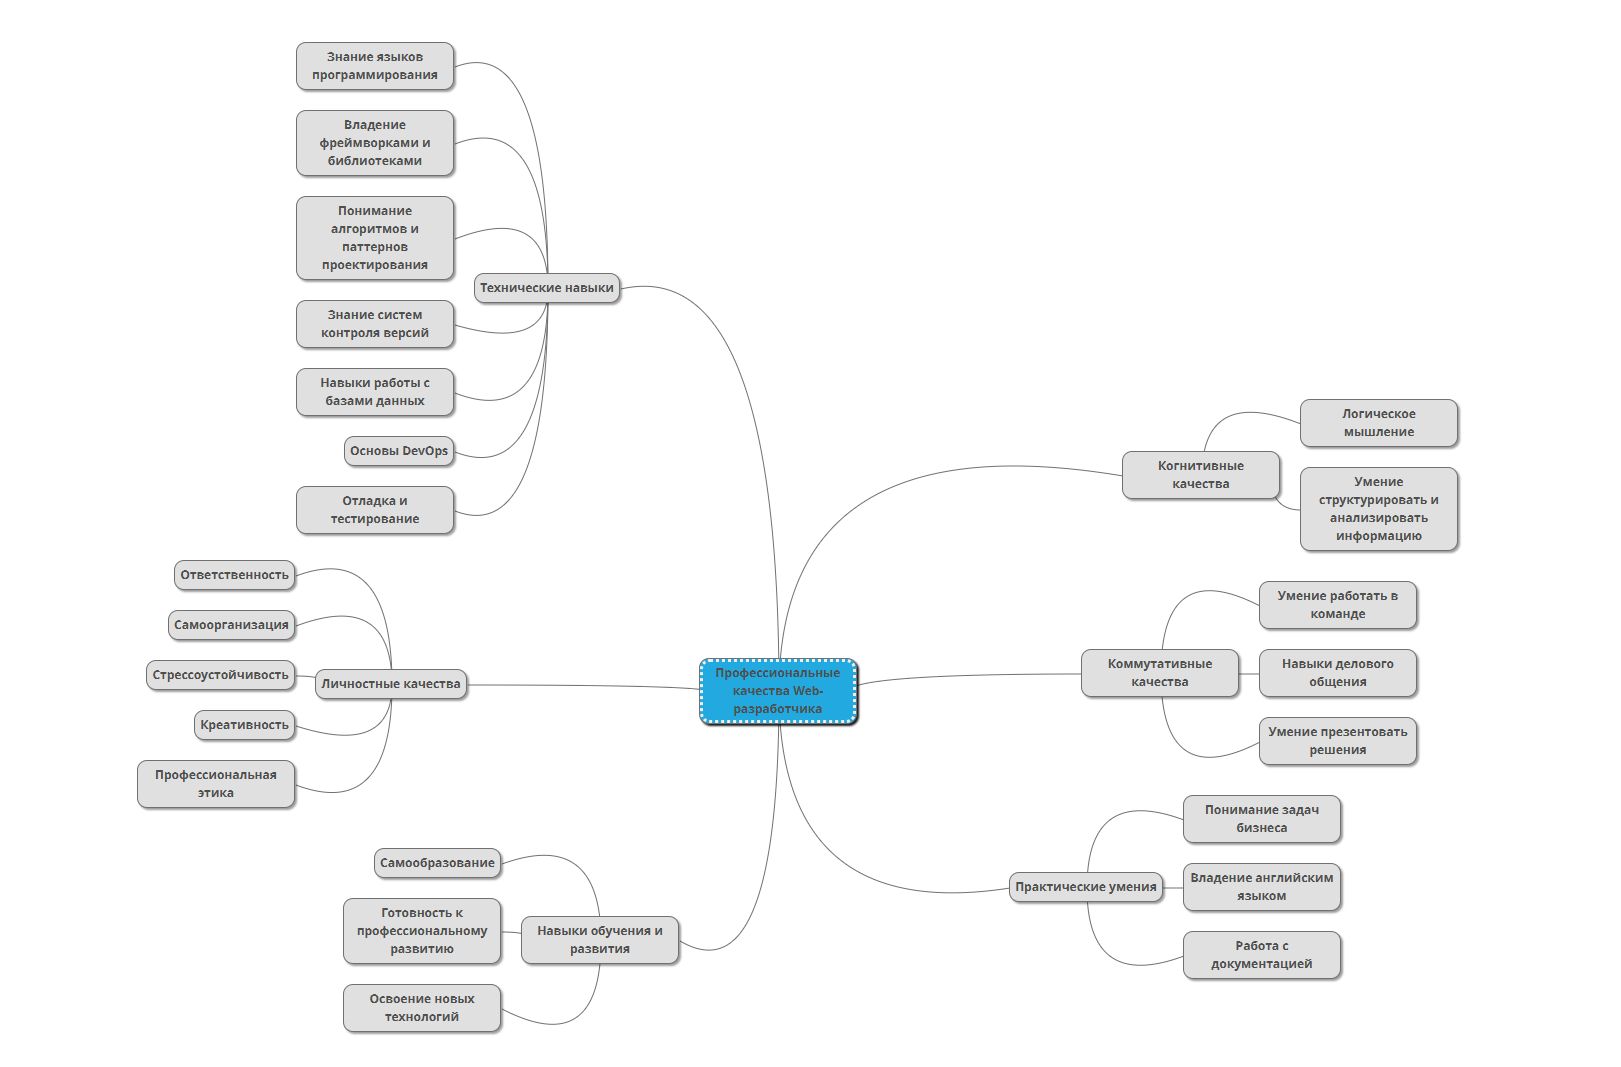 Знание языков
программирования
Владение
фреймворками и
библиотеками
Понимание
алгоритмов и
паттернов
проектирования
Технические навыки
Знание систем
контроля версий
Навыки работы с
базами данных
Основы DevOps
Отладка и
тестирование
Ответственность
Самоорганизация
Стрессоустойчивость
Личностные качества
Креативность
Профессиональная
этика
Самообразование
Готовность к
профессиональному
развитию
Навыки обучения и
развития
Освоение новых
технологий
Профессиональные
качества Web-
разработчика
Логическое
мышление
Когнитивные
качества
Умение
структурировать и
анализировать
информацию
Умение работать в
команде
Коммутативные
качества
Навыки делового
общения
Умение презентовать
решения
Понимание задач
бизнеса
Практические умения
Владение английским
языком
Работа с
документацией